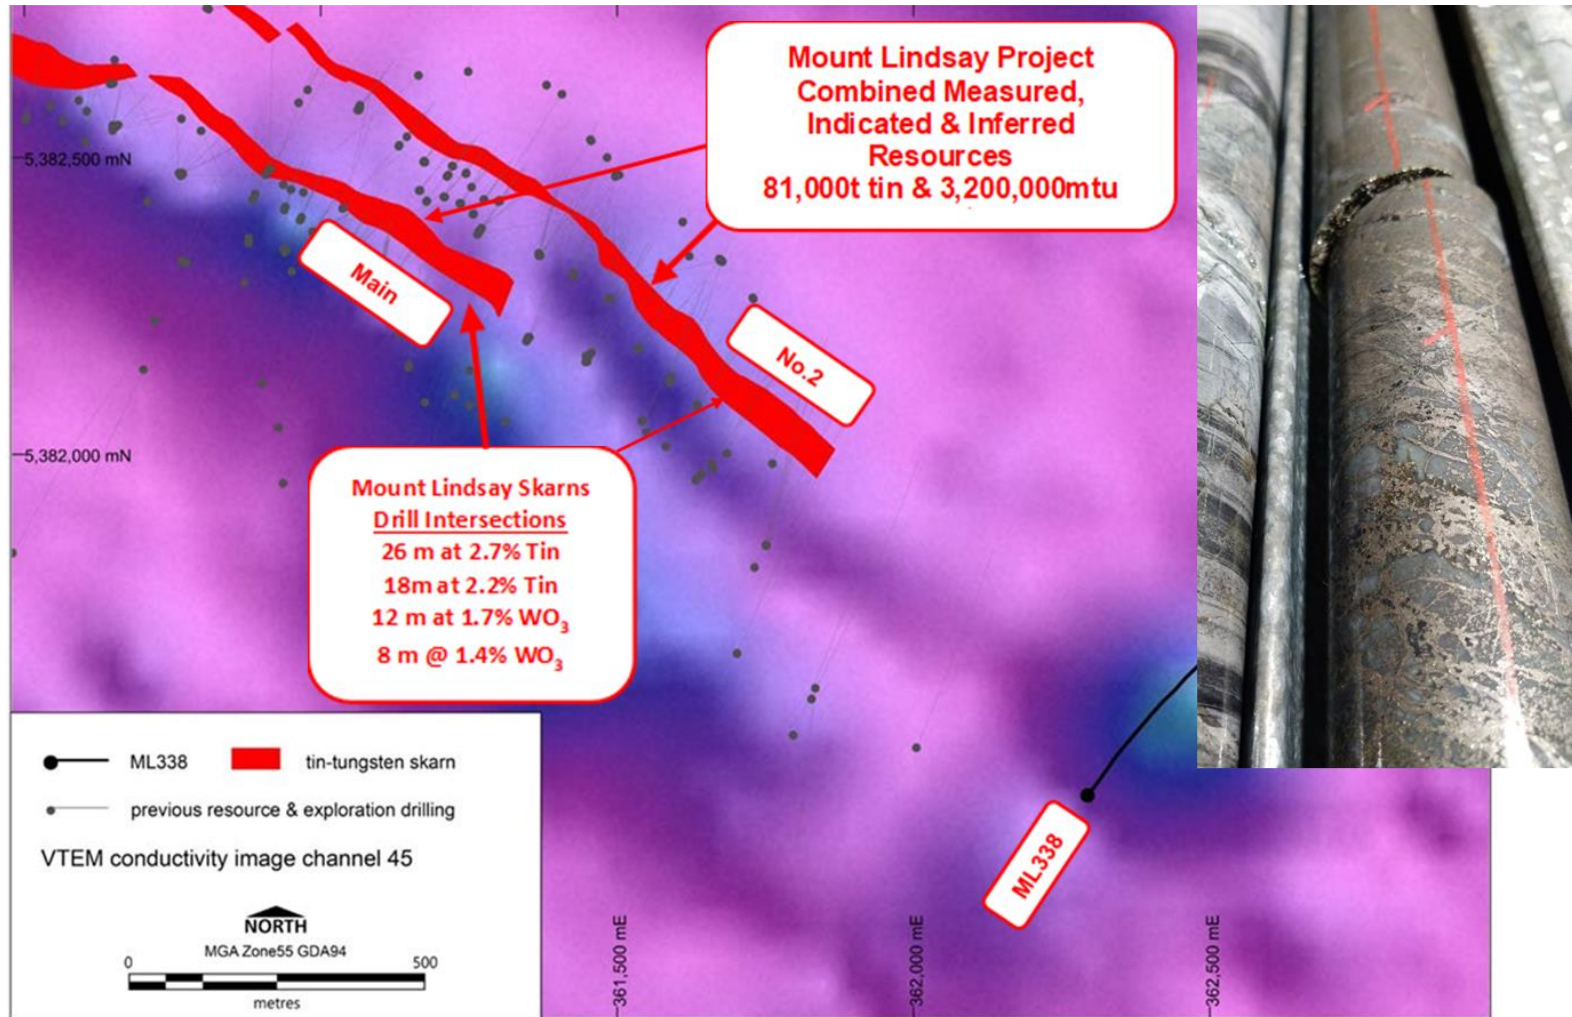 Mount Lindsay Project
Combined Measured,
Indicated & Inferred
Resources
81,000t tin & 3,200,000mtu
5,382,500 mN
Main
No.2
5,382,000 mN
Mount Lindsay Skarns
Drill Intersections
26 m at 2.7% Tin
18m at 2.2% Tin
12 m at 1.7% WO₃
8 m @ 1.4% WO₃
ML338
ML338
tin-tungsten skarn
previous resource & exploration drilling
VTEM conductivity image channel 45
NORTH
MGA Zone55 GDA94
0
500
metres
361,500 mE
362,000 mE
362,500 mE